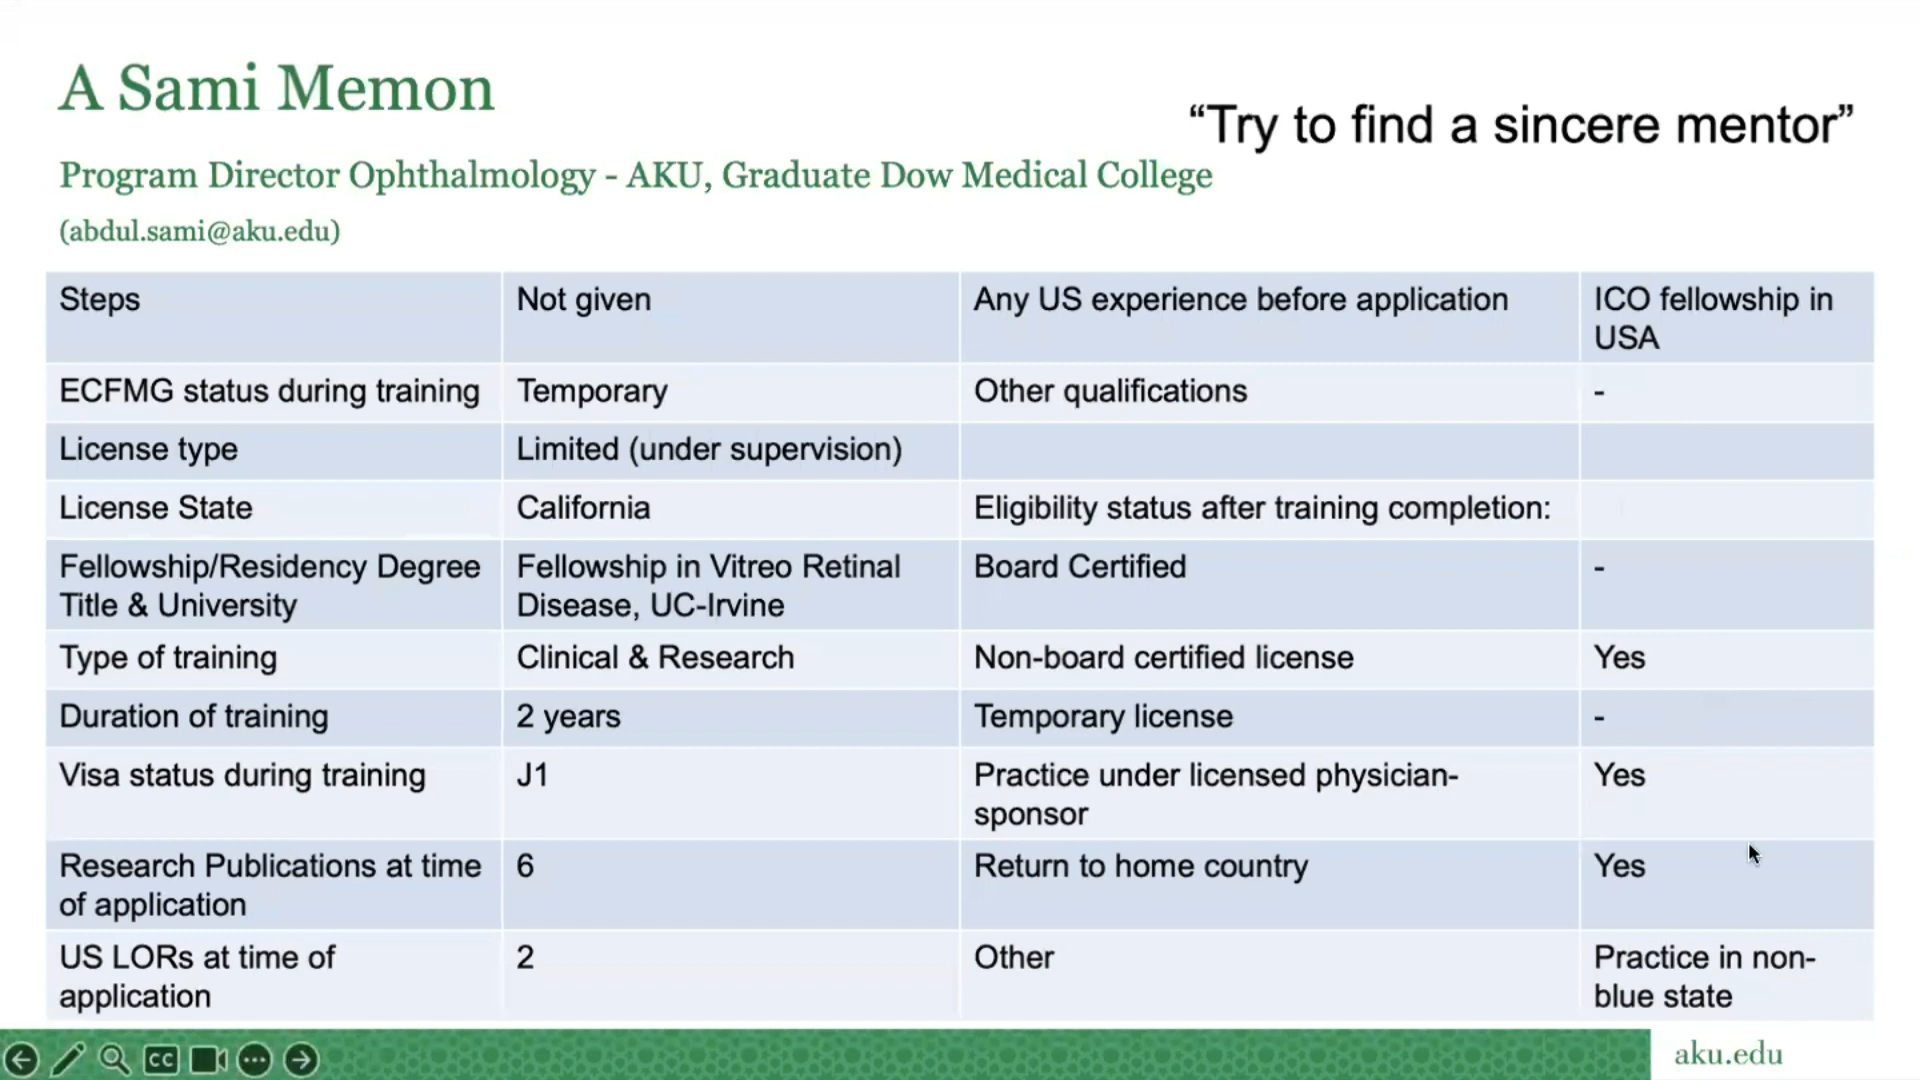 A Sami Memon
“Try to find a sincere mentor”
Program Director Ophthalmology - AKU, Graduate Dow Medical College
(abdul.sami@aku.edu)
Steps
Not given
Any US experience before application
ICO fellowship in
USA
ECFMG status during training
Temporary
Other qualifications
-
License type
Limited (under supervision)
License State
California
Eligibility status after training completion:
Fellowship/Residency Degree
Title & University
Fellowship in Vitreo Retinal
Disease, UC-Irvine
Board Certified
-
Type of training
Clinical & Research
Non-board certified license
Yes
Duration of training
2 years
Temporary license
-
Visa status during training
J1
Practice under licensed physician-
sponsor
Yes
Research Publications at time
of application
6
Return to home country
Yes
US LORs at time of
application
2
Other
Practice in non-
blue state
CC
aku.edu